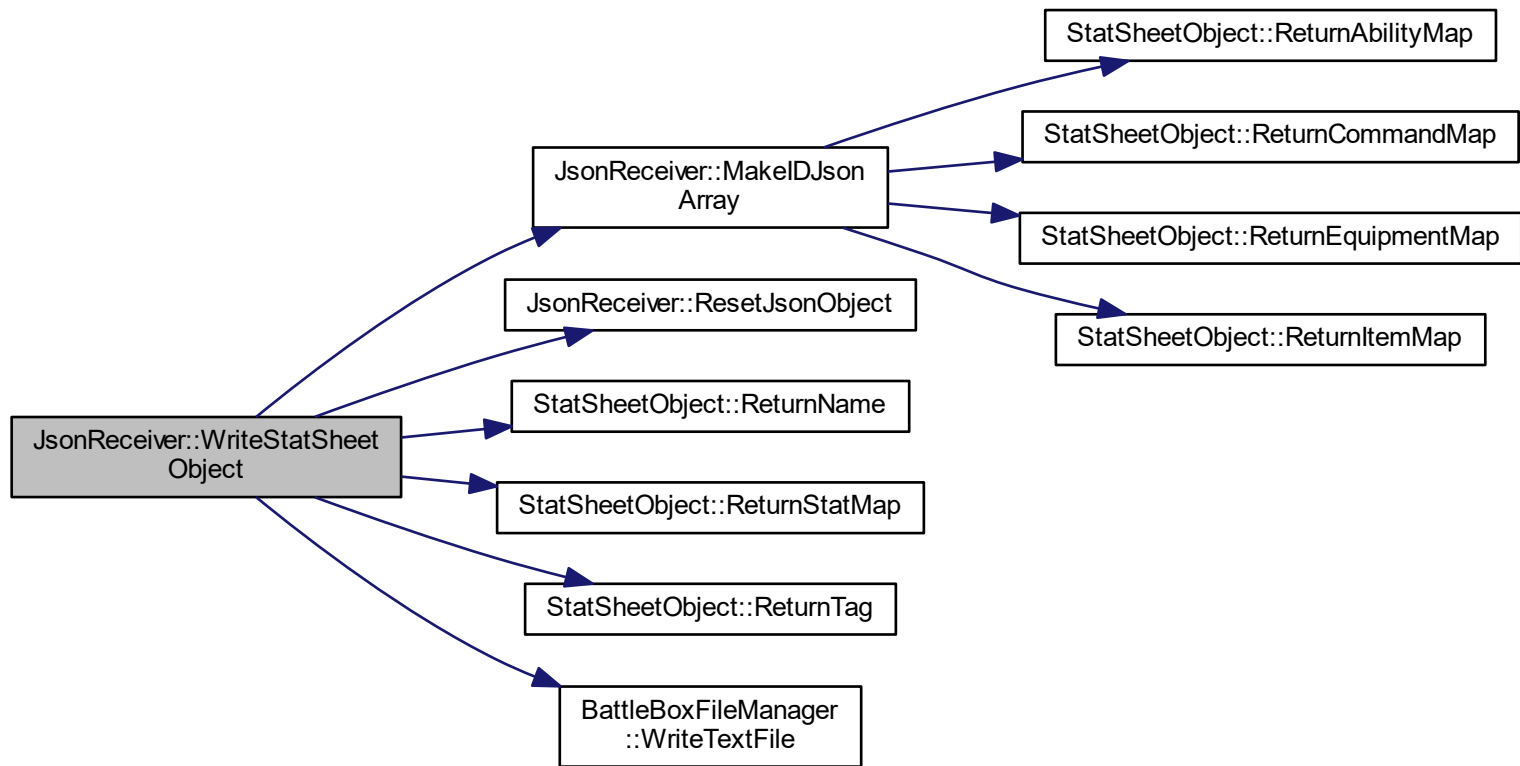 StatSheetObject::ReturnAbilityMap
StatSheetObject::ReturnCommandMap
JsonReceiver::MakeIDJson
Array
StatSheetObject::ReturnEquipmentMap
JsonReceiver::ResetJsonObject
StatSheetObject::ReturnItemMap
StatSheetObject::ReturnName
JsonReceiver::WriteStatSheet
Object
StatSheetObject::ReturnStatMap
StatSheetObject::ReturnTag
BattleBoxFileManager
::WriteTextFile